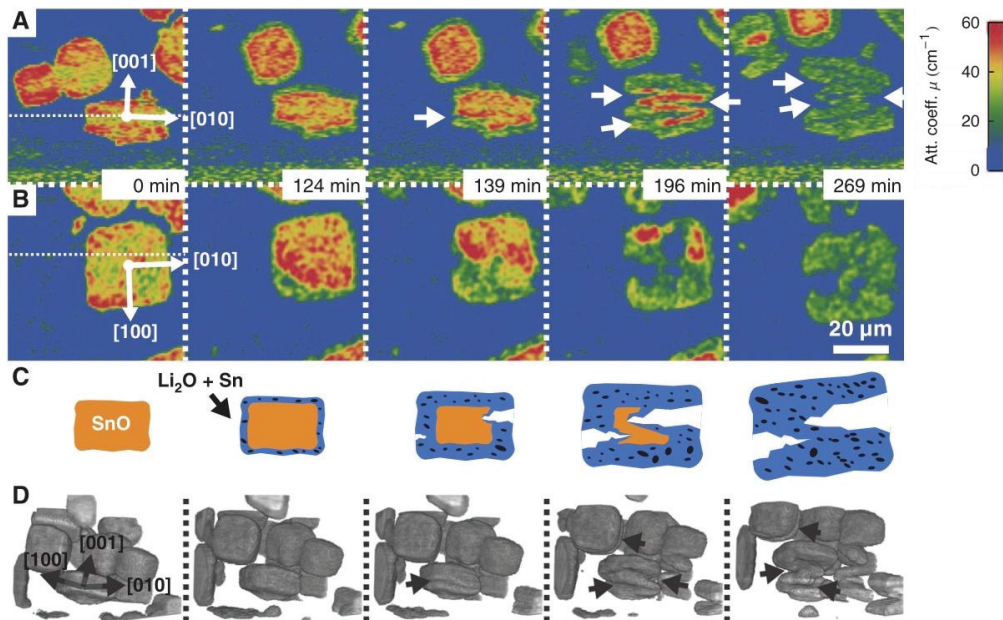 A
[001]
[010]
0 min
124 min
139 min
196 min
269 min
60
40
20
0
Att. coeff. μ (cm⁻¹)
B
[010]
[100]
20 μm
C
Li₂O + Sn
SnO
D
[100]
[001]
[010]